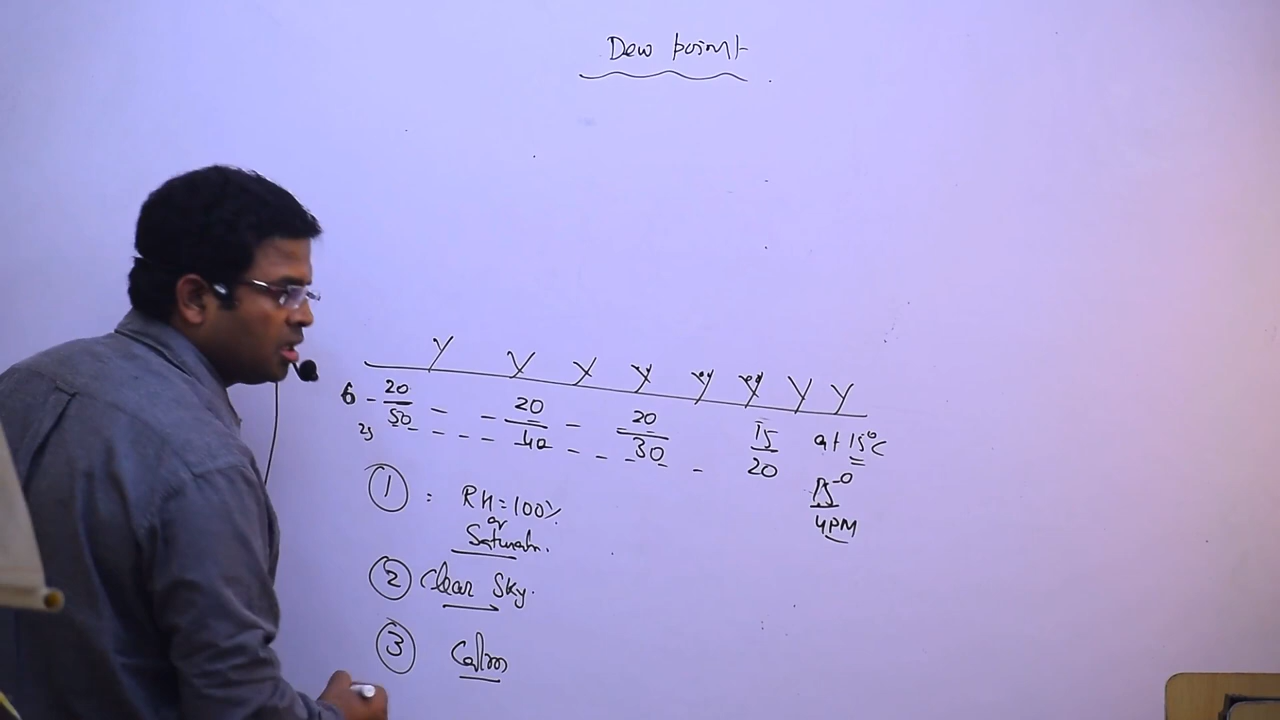 Dew point
6 - 20/50 - - 20/40 - 20/30 15/20 at 15°C
25
4PM
① : RH=100%
or
② Clear Sky.
③ Calm